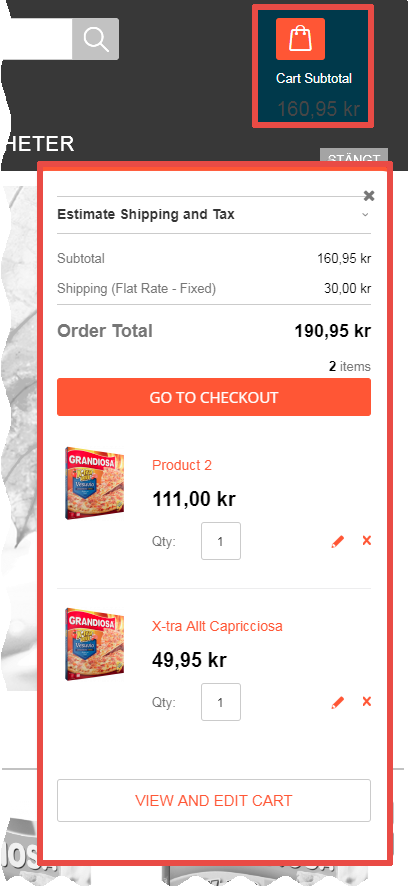 Cart Subtotal
160,95 kr
HETER
STÄNGT
Estimate Shipping and Tax
Subtotal 160,95 kr
Shipping (Flat Rate - Fixed) 30,00 kr
Order Total 190,95 kr
2 items
GO TO CHECKOUT
GRANDIOSA
Product 2
111,00 kr
Qty: 1
GRANDIOSA
X-tra Allt Capricciosa
49,95 kr
Qty: 1
VIEW AND EDIT CART
IOSA